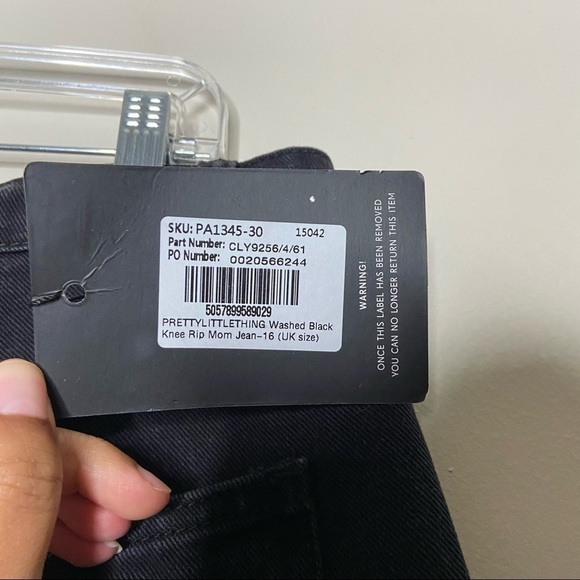 SKU: PA1345-30 15042
Part Number: CLY9256/4/61
PO Number: 0020566244
5057899589029
PRETTYLITTLETHING Washed Black
Knee Rip Mom Jean-16 (UK size)
WARNING!
ONCE THIS LABEL HAS BEEN REMOVED
YOU CAN NO LONGER RETURN THIS ITEM